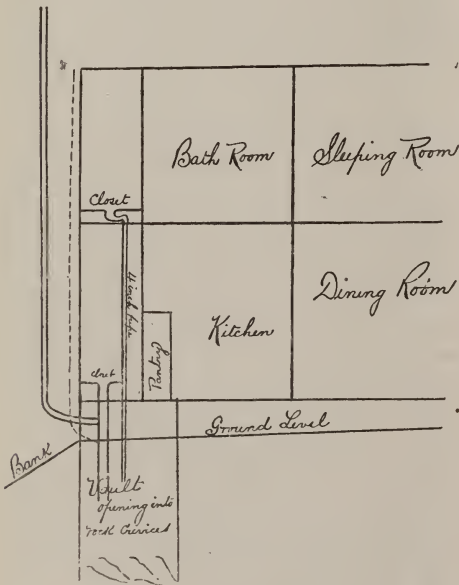 Bath Room
Sleeping Room
Closet
4 inch pipe
Dining Room
Kitchen
Pantry
Closet
Ground Level
Bank
Vault
opening into
rock Crevices